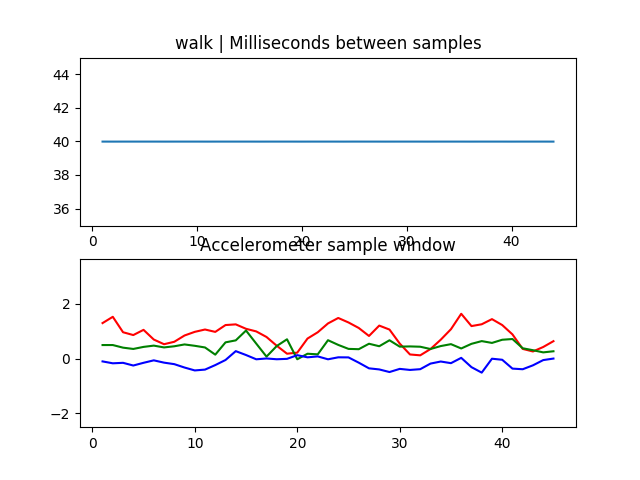 walk | Milliseconds between samples
44
42
40
38
36
0 10 20 30 40
Accelerometer sample window
2
0
−2
0 10 20 30 40